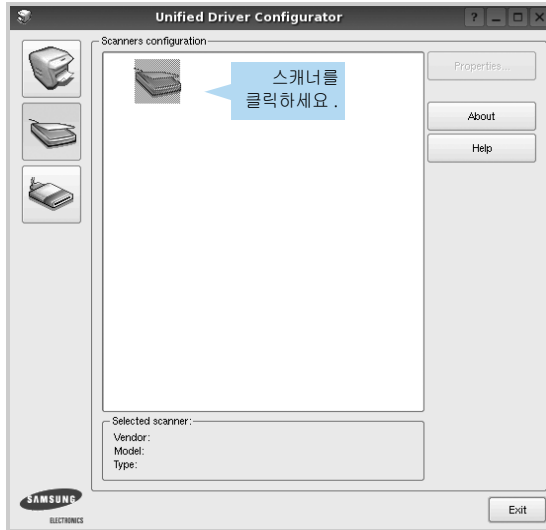 Unified Driver Configurator
Scanners configuration
스캐너를
클릭하세요 .
Properties...
About
Help
Selected scanner:
Vendor:
Model:
Type:
SAMSUNG
ELECTRONICS
Exit